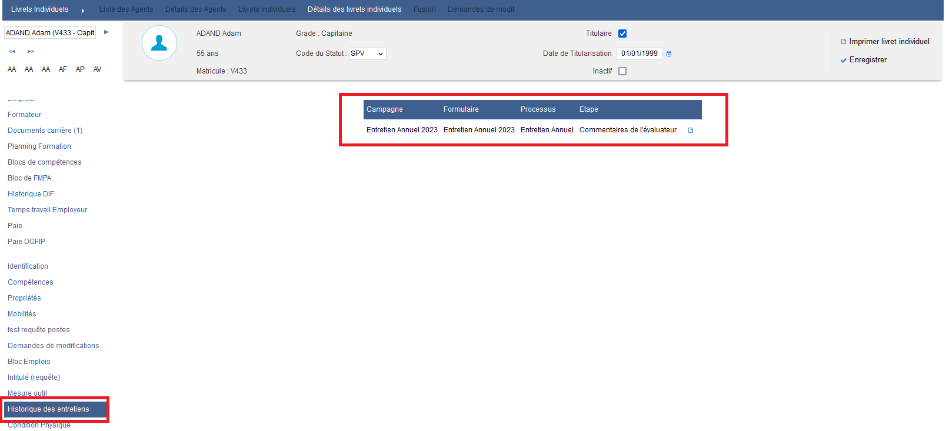 Livrets Individuels
Liste des Agents
Détails des Agents
Livrets individuels
Détails des livrets individuels
Fusion
Demandes de modif
ADAND Adam (V433 - Capit
AA AA AA AF AP AV
ADAND Adam
55 ans
Matricule : V433
Grade : Capitaine
Code du Statut : SPV
Titulaire
Date de Titularisation 01/01/1999
Inactif
Imprimer livret individuel
Enregistrer
Formateur
Documents carrière (1)
Planning Formation
Blocs de compétences
Bloc de FMPA
Historique DIF
Temps travail Employeur
Paie
Paie DGFIP
Identification
Compétences
Propriétés
Mobilités
test requête postes
Demandes de modifications
Bloc Emplois
Intitulé (requête)
Mesure outil
Historique des entretiens
Condition Physique
Campagne Formulaire Processus Etape
Entretien Annuel 2023 Entretien Annuel 2023 Entretien Annuel Commentaires de l'évaluateur